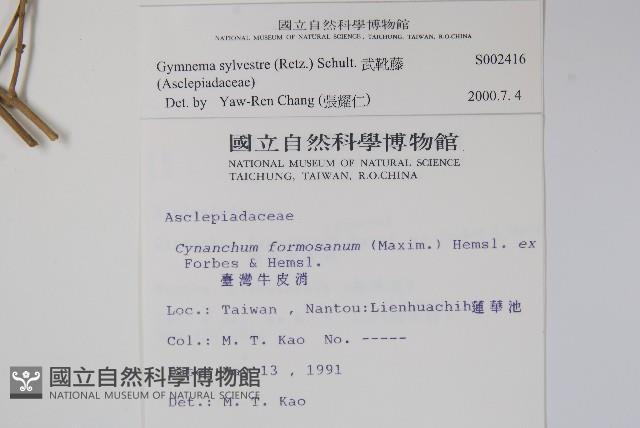 國立自然科學博物館
NATIONAL MUSEUM OF NATURAL SCIENCE, TAICHUNG, TAIWAN, R.O.CHINA
Gymnema sylvestre (Retz.) Schult. 武靴藤 S002416
(Asclepiadaceae)
Det. by Yaw-Ren Chang (張耀仁) 2000.7. 4
國立自然科學博物館
NATIONAL MUSEUM OF NATURAL SCIENCE
TAICHUNG, TAIWAN, R.O.CHINA
Asclepiadaceae
Cynanchum formosanum (Maxim.) Hemsl. ex
Forbes & Hemsl.
臺灣牛皮消
Loc.: Taiwan , Nantou:Lienhuachih蓮華池
Col.: M. T. Kao No. -----
13 , 1991
Det.: M. T. Kao
國立自然科學博物館
NATIONAL MUSEUM OF NATURAL SCIENCE